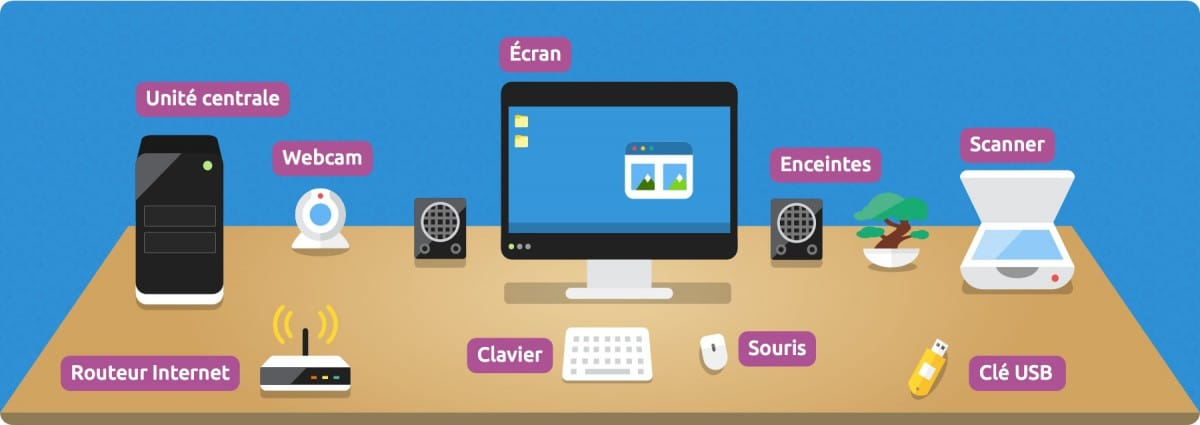 Écran
Unité centrale
Webcam
Enceintes
Scanner
Routeur Internet
Clavier
Souris
Clé USB